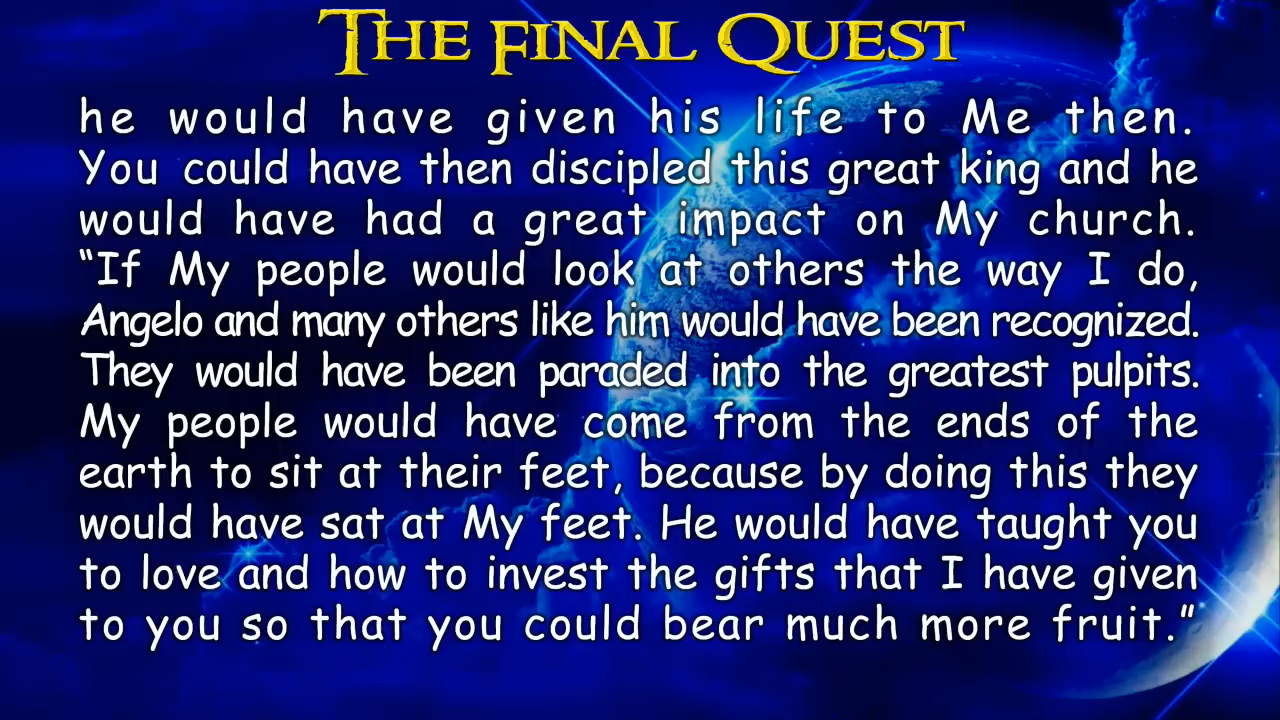 The Final Quest
he would have given his life to Me then.
You could have then discipled this great king and he
would have had a great impact on My church.
“If My people would look at others the way I do,
Angelo and many others like him would have been recognized.
They would have been paraded into the greatest pulpits.
My people would have come from the ends of the
earth to sit at their feet, because by doing this they
would have sat at My feet. He would have taught you
to love and how to invest the gifts that I have given
to you so that you could bear much more fruit.”